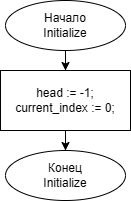 Начало
Initialize
head := -1;
current_index := 0;
Конец
Initialize